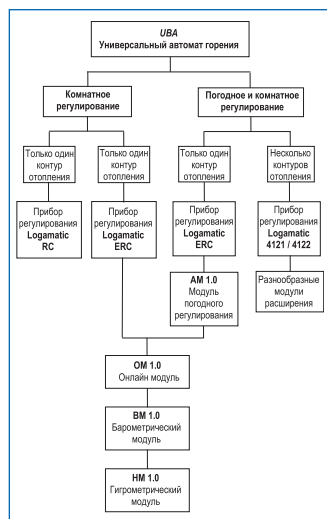 UBA
Универсальный автомат горения
Комнатное
регулирование
Погодное и комнатное
регулирование
Только один
контур
отопления
Только один
контур
отопления
Только один
контур
отопления
Несколько
контуров
отопления
Прибор
регулирования
Logamatic
RC
Прибор
регулирования
Logamatic
ERC
Прибор
регулирования
Logamatic
ERC
Прибор
регулирования
Logamatic
4121 / 4122
AM 1.0
Модуль
погодного
регулирования
Разнообразные
модули
расширения
OM 1.0
Онлайн модуль
BM 1.0
Барометрический
модуль
HM 1.0
Гигрометрический
модуль